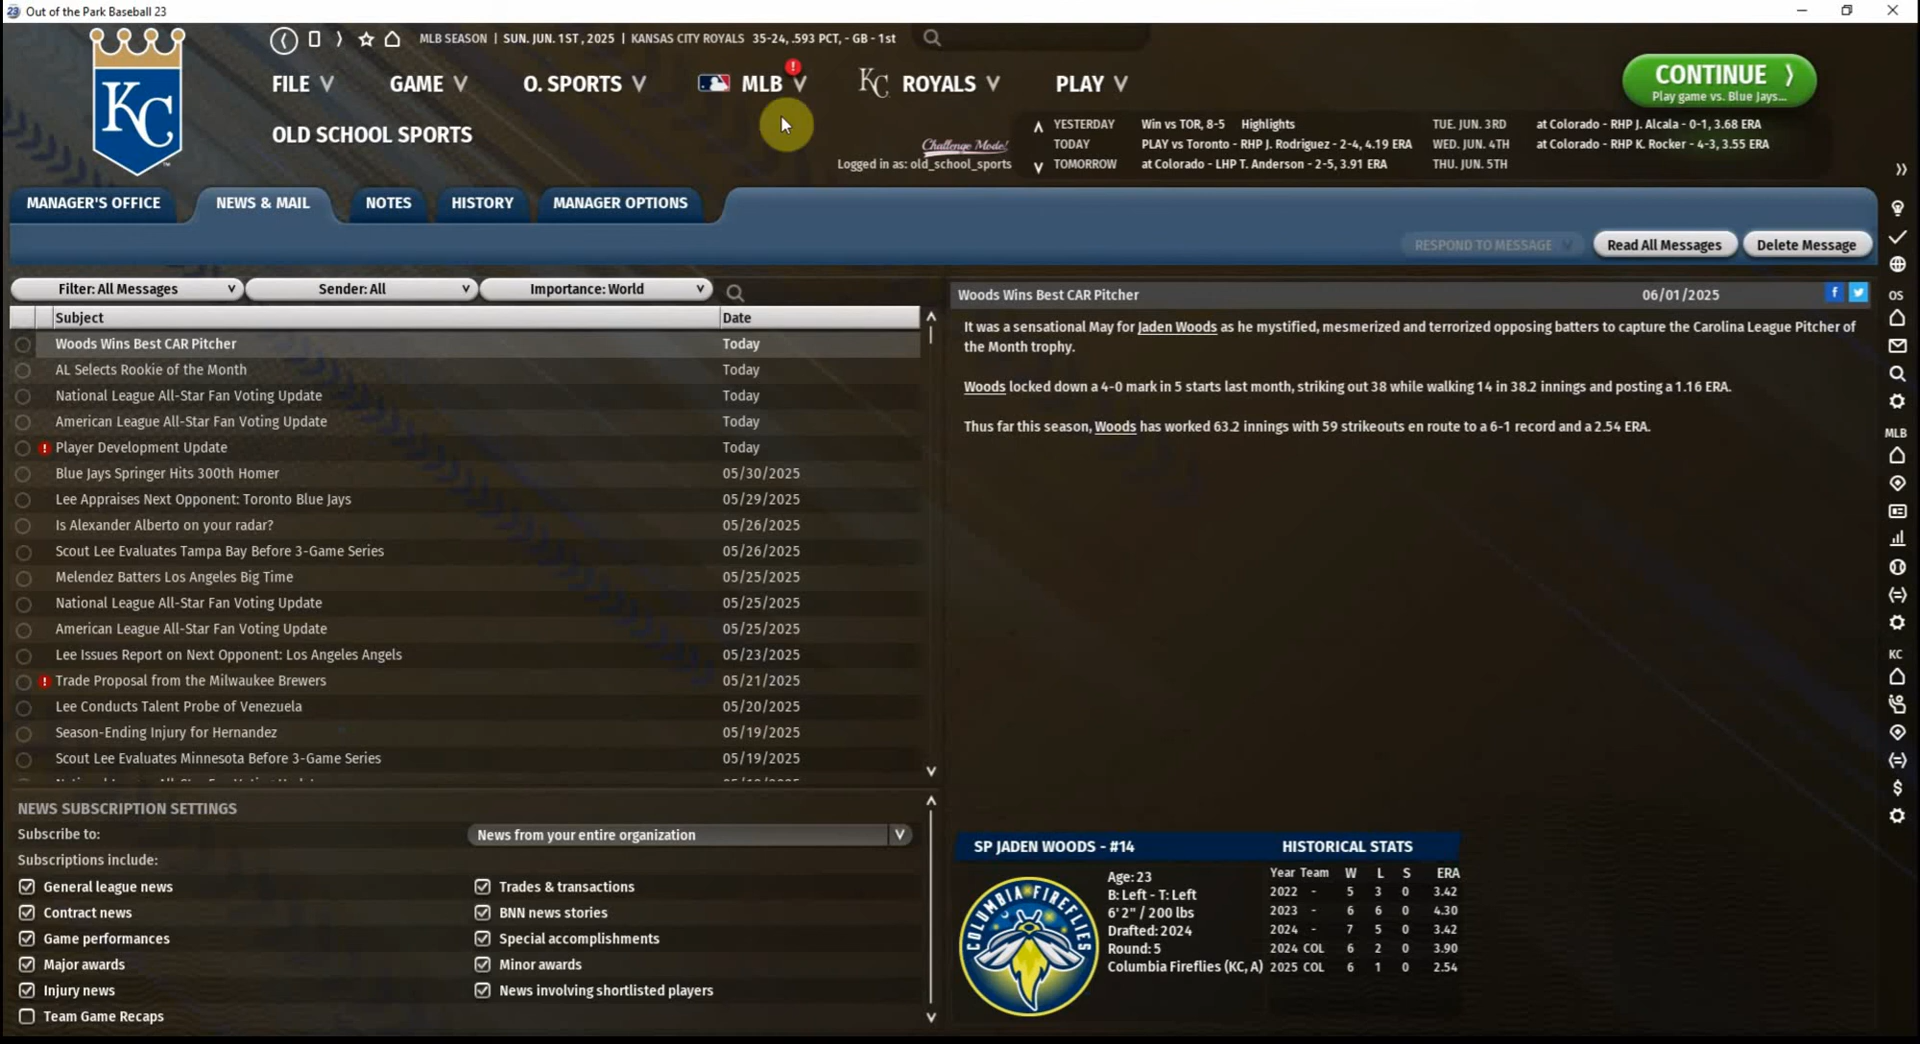 Out of the Park Baseball 23
MLB SEASON | SUN. JUN. 1ST , 2025 | KANSAS CITY ROYALS 35-24, .593 PCT, - GB - 1st
FILE GAME O. SPORTS MLB ROYALS PLAY
CONTINUE
Play game vs. Blue Jays...
OLD SCHOOL SPORTS
Challenge Mode!
Logged in as: old_school_sports
YESTERDAY Win vs TOR, 8-5 Highlights TUE. JUN. 3RD at Colorado - RHP J. Alcala - 0-1, 3.68 ERA
TODAY PLAY vs Toronto - RHP J. Rodriguez - 2-4, 4.19 ERA WED. JUN. 4TH at Colorado - RHP K. Rocker - 4-3, 3.55 ERA
TOMORROW at Colorado - LHP T. Anderson - 2-5, 3.91 ERA THU. JUN. 5TH
MANAGER'S OFFICE NEWS & MAIL NOTES HISTORY MANAGER OPTIONS
RESPOND TO MESSAGE Read All Messages Delete Message
Filter: All Messages Sender: All Importance: World
Subject Date
Woods Wins Best CAR Pitcher Today
AL Selects Rookie of the Month Today
National League All-Star Fan Voting Update Today
American League All-Star Fan Voting Update Today
Player Development Update Today
Blue Jays Springer Hits 300th Homer 05/30/2025
Lee Appraises Next Opponent: Toronto Blue Jays 05/29/2025
Is Alexander Alberto on your radar? 05/26/2025
Scout Lee Evaluates Tampa Bay Before 3-Game Series 05/26/2025
Melendez Batters Los Angeles Big Time 05/25/2025
National League All-Star Fan Voting Update 05/25/2025
American League All-Star Fan Voting Update 05/25/2025
Lee Issues Report on Next Opponent: Los Angeles Angels 05/23/2025
Trade Proposal from the Milwaukee Brewers 05/21/2025
Lee Conducts Talent Probe of Venezuela 05/20/2025
Season-Ending Injury for Hernandez 05/19/2025
Scout Lee Evaluates Minnesota Before 3-Game Series 05/19/2025
Woods Wins Best CAR Pitcher 06/01/2025
It was a sensational May for Jaden Woods as he mystified, mesmerized and terrorized opposing batters to capture the Carolina League Pitcher of
the Month trophy.
Woods locked down a 4-0 mark in 5 starts last month, striking out 38 while walking 14 in 38.2 innings and posting a 1.16 ERA.
Thus far this season, Woods has worked 63.2 innings with 59 strikeouts en route to a 6-1 record and a 2.54 ERA.
NEWS SUBSCRIPTION SETTINGS
Subscribe to: News from your entire organization
Subscriptions include:
General league news Trades & transactions
Contract news BNN news stories
Game performances Special accomplishments
Major awards Minor awards
Injury news News involving shortlisted players
Team Game Recaps
SP JADEN WOODS - #14 HISTORICAL STATS
COLUMBIA FIREFLIES
Age: 23
B: Left - T: Left
6' 2" / 200 lbs
Drafted: 2024
Round: 5
Columbia Fireflies (KC, A)
Year Team W L S ERA
2022 - 5 3 0 3.42
2023 - 6 6 0 4.30
2024 - 7 5 0 3.42
2024 COL 6 2 0 3.90
2025 COL 6 1 0 2.54
OS
MLB
KC